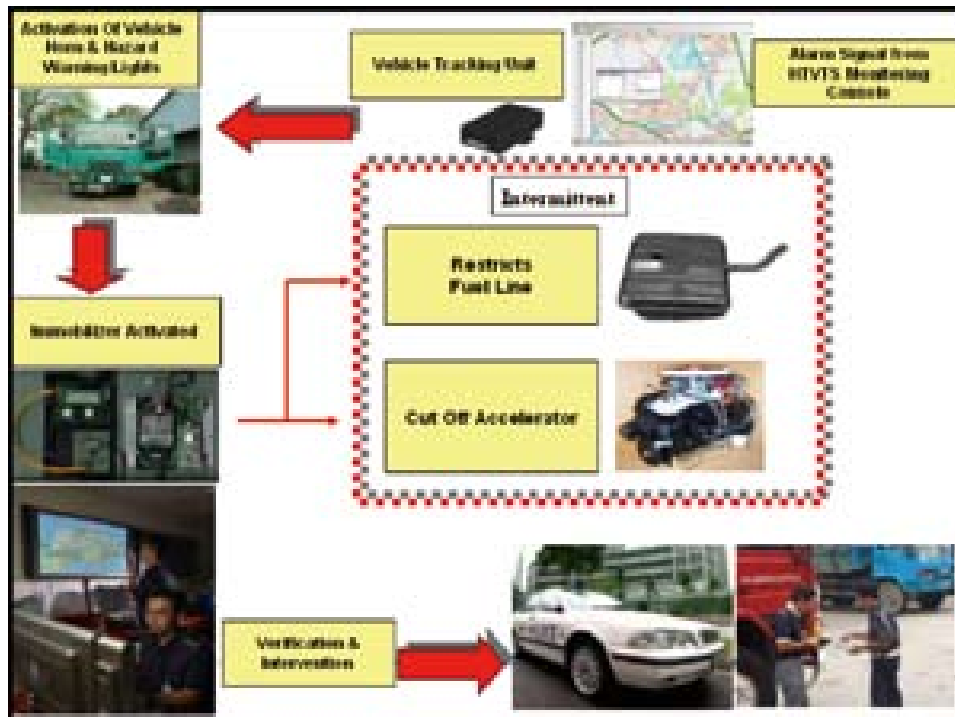 Activation Of Vehicle
Horn & Hazard
Warning Lights
Vehicle Tracking Unit
Alarm Signal from
HTVTS Monitoring
Console
Intermittent
Restricts
Fuel Line
Immobilizer Activated
Cut Off Accelerator
Verification &
Intervention